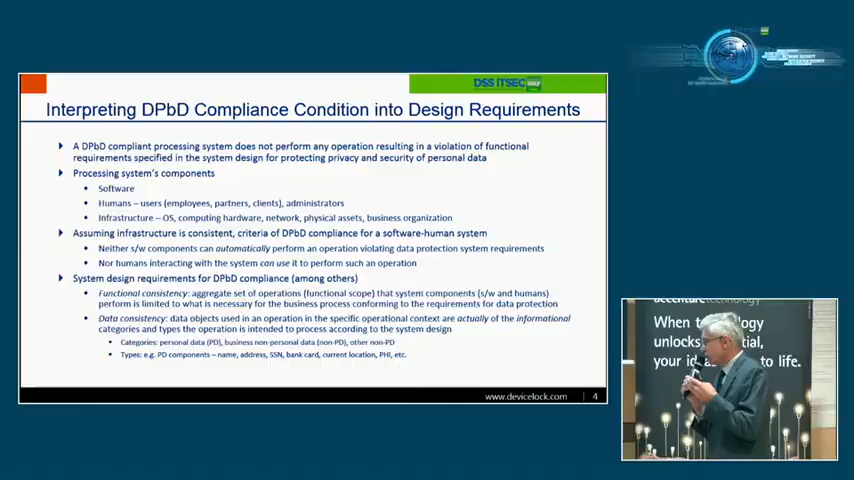 DSS ITSEC
Interpreting DPbD Compliance Condition into Design Requirements
A DPbD compliant processing system does not perform any operation resulting in a violation of functional
requirements specified in the system design for protecting privacy and security of personal data
Processing system's components
Software
Humans – users (employees, partners, clients), administrators
Infrastructure – OS, computing hardware, network, physical assets, business organization
Assuming infrastructure is consistent, criteria of DPbD compliance for a software-human system
Neither s/w components can automatically perform an operation violating data protection system requirements
Nor humans interacting with the system can use it to perform such an operation
System design requirements for DPbD compliance (among others)
Functional consistency: aggregate set of operations (functional scope) that system components (s/w and humans)
perform is limited to what is necessary for the business process conforming to the requirements for data protection
Data consistency: data objects used in an operation in the specific operational context are actually of the informational
categories and types the operation is intended to process according to the system design
Categories: personal data (PD), business non-personal data (non-PD), other non-PD
Types: e.g. PD components – name, address, SSN, bank card, current location, PHI, etc.
www.devicelock.com 4
accenturetechnology
When
unlocks
your to life.